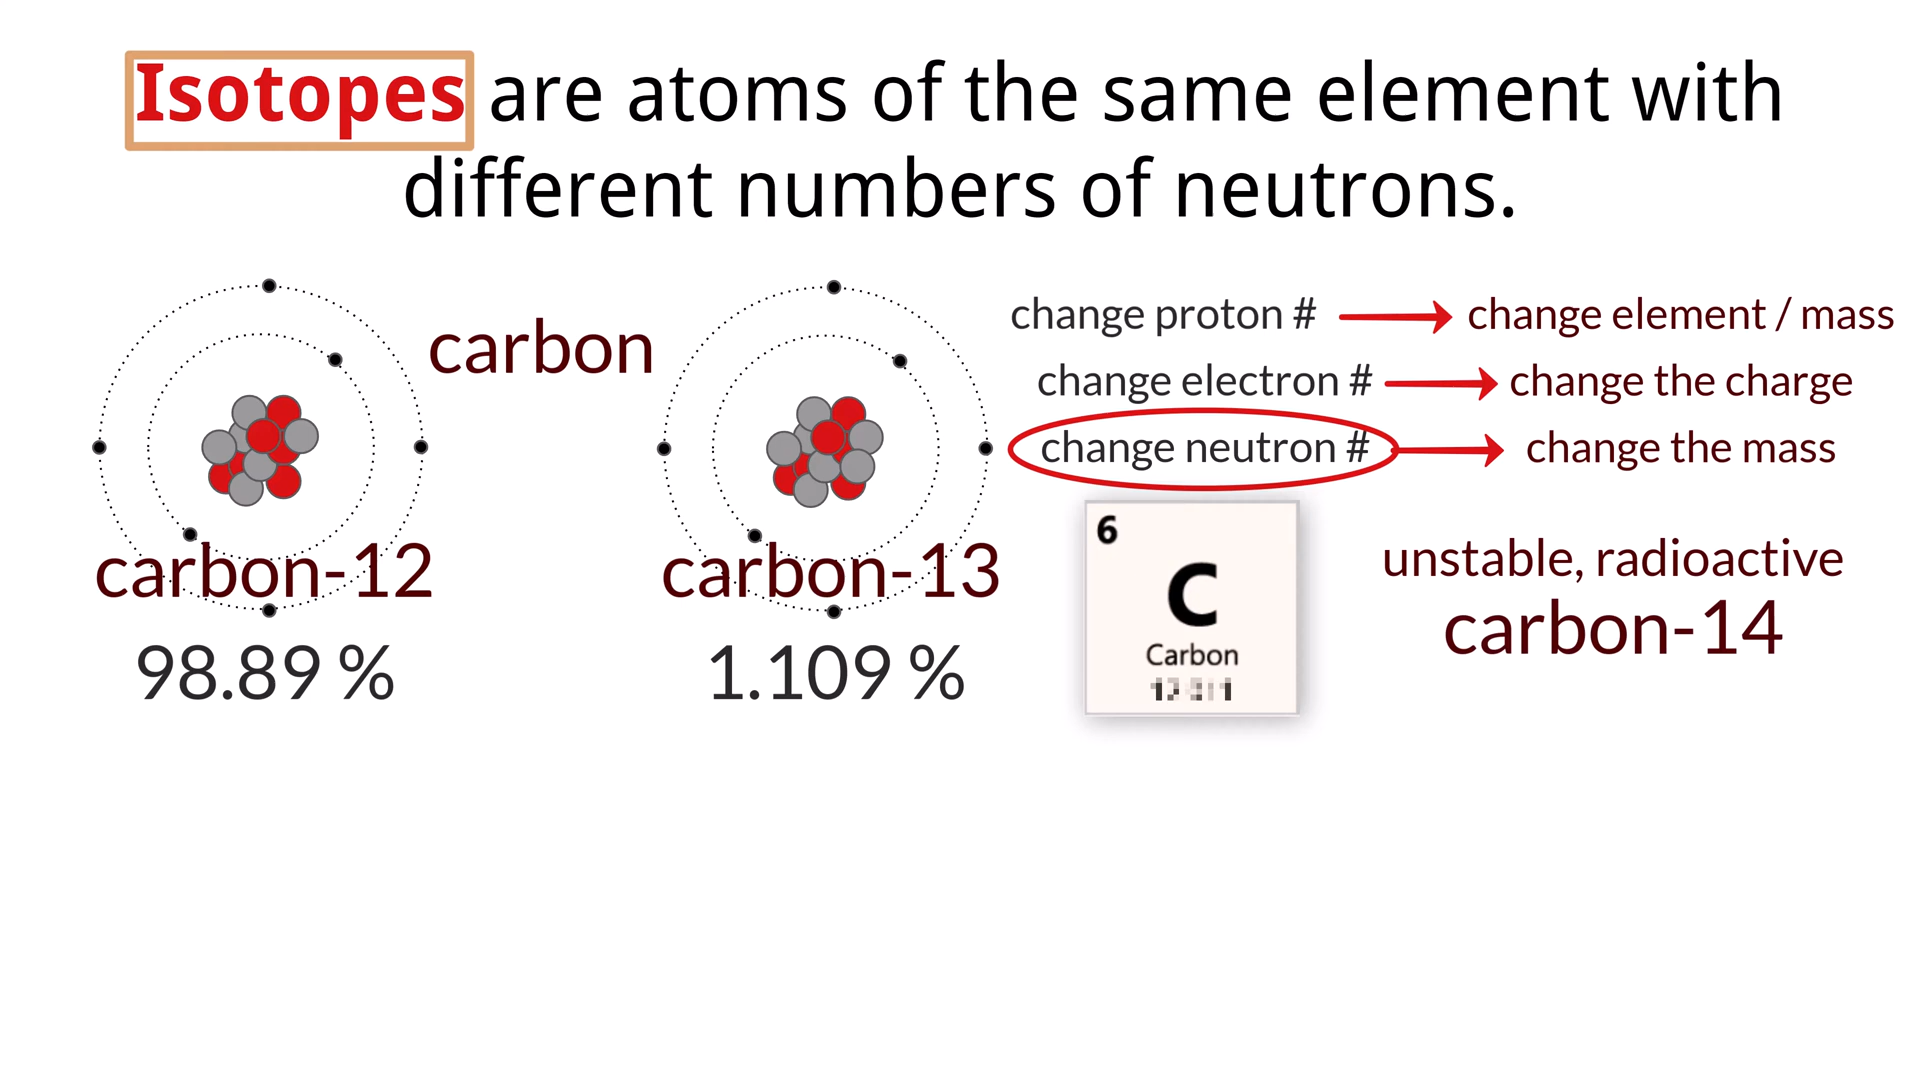 Isotopes are atoms of the same element with
different numbers of neutrons.
carbon
carbon-12
98.89 %
carbon-13
1.109 %
change proton # change element / mass
change electron # change the charge
change neutron # change the mass
6
C
Carbon
unstable, radioactive
carbon-14